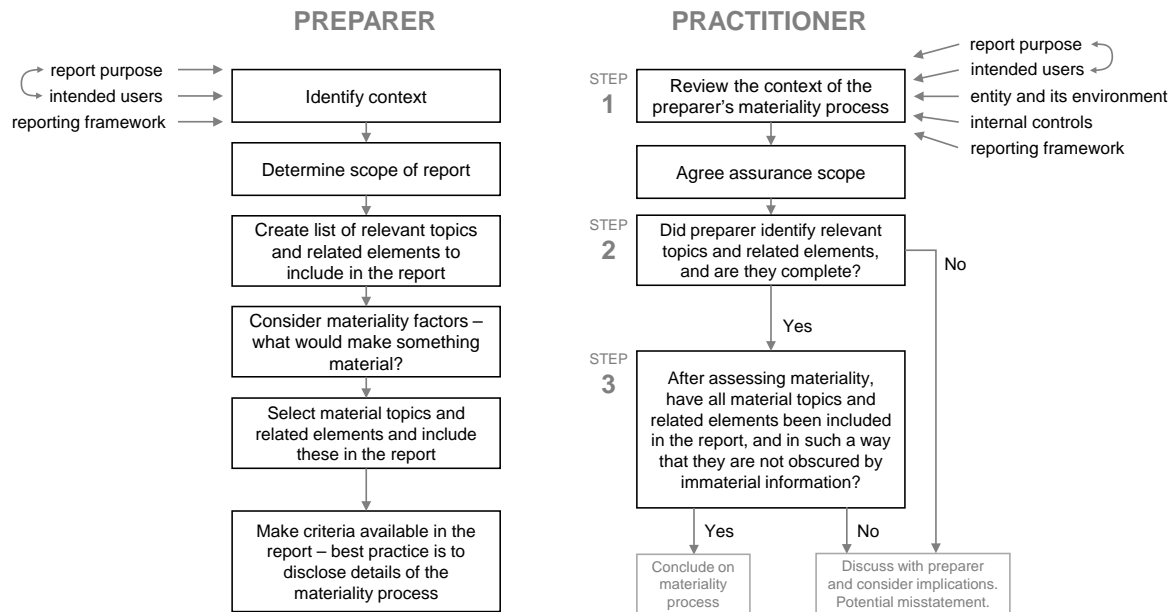 PREPARER
report purpose
intended users
reporting framework
Identify context
Determine scope of report
Create list of relevant topics
and related elements to
include in the report
Consider materiality factors –
what would make something
material?
Select material topics and
related elements and include
these in the report
Make criteria available in the
report – best practice is to
disclose details of the
materiality process
PRACTITIONER
STEP
1
Review the context of the
preparer's materiality process
report purpose
intended users
entity and its environment
internal controls
reporting framework
Agree assurance scope
STEP
2
Did preparer identify relevant
topics and related elements,
and are they complete?
No
Yes
STEP
3
After assessing materiality,
have all material topics and
related elements been included
in the report, and in such a way
that they are not obscured by
immaterial information?
Yes
No
Conclude on
materiality
process
Discuss with preparer
and consider implications.
Potential misstatement.